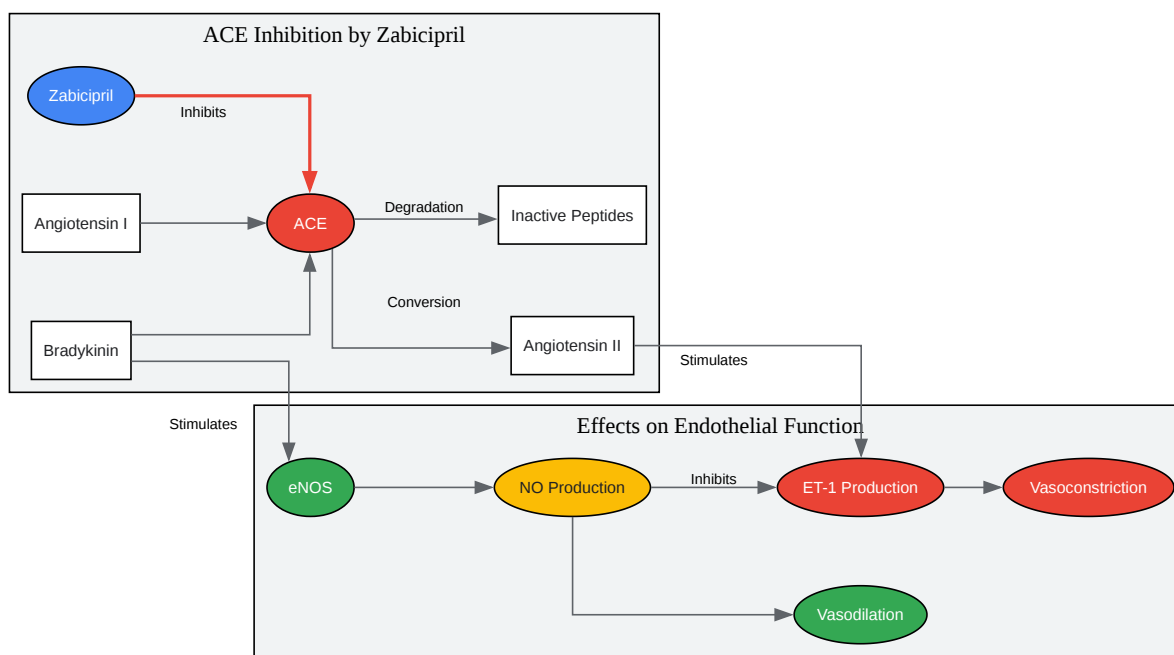 ACE Inhibition by Zabicipril
Zabicipril
Inhibits
Angiotensin I
ACE
Degradation
Inactive Peptides
Conversion
Bradykinin
Angiotensin II
Stimulates
Stimulates
Effects on Endothelial Function
eNOS
NO Production
Inhibits
ET-1 Production
Vasoconstriction
Vasodilation